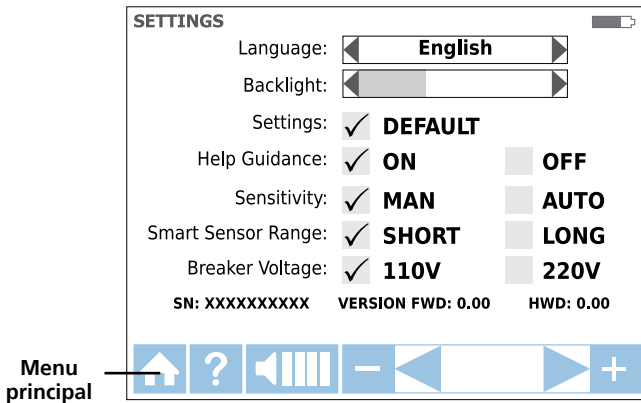 SETTINGS
Language: English
Backlight:
Settings: DEFAULT
Help Guidance: ON OFF
Sensitivity: MAN AUTO
Smart Sensor Range: SHORT LONG
Breaker Voltage: 110V 220V
SN: XXXXXXXXXX VERSION FWD: 0.00 HWD: 0.00
? − +
Menu
principal